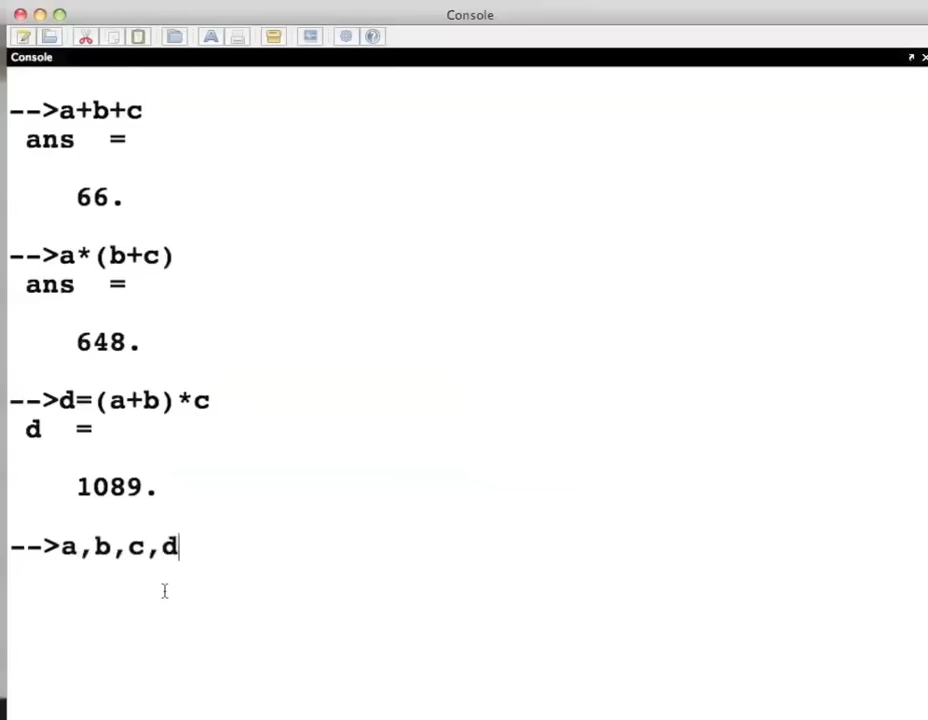 Console
Console
-->a+b+c
ans =
66.
-->a*(b+c)
ans =
648.
-->d=(a+b)*c
d =
1089.
-->a,b,c,d